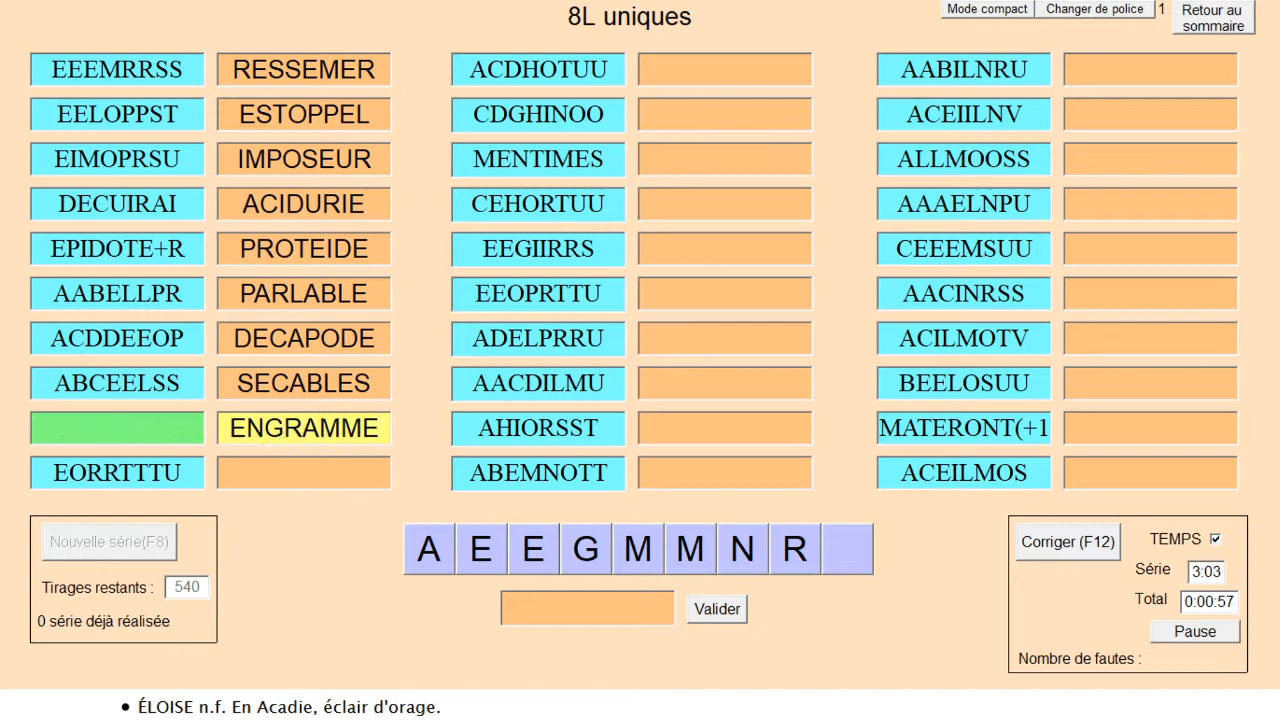 8L uniques
Mode compact Changer de police 1 Retour au sommaire
EEEMRRSS RESSEMER ACDHOTUU AABILNRU
EELOPPST ESTOPPEL CDGHINOO ACEIILNV
EIMOPRSU IMPOSEUR MENTIMES ALLMOOSS
DECUIRAI ACIDURIE CEHORTUU AAAELNPU
EPIDOTE+R PROTEIDE EEGIIRRS CEEEMSUU
AABELLPR PARLABLE EEOPRTTU AACINRSS
ACDDEEOP DECAPODE ADELPRRU ACILMOTV
ABCEELSS SECABLES AACDILMU BEELOSUU
ENGRAMME AHIORSST MATERONT(+1
EORRTTTU ABEMNOTT ACEILMOS
Nouvelle série(F8)
Tirages restants : 540
0 série déjà réalisée
A E E G M M N R
Valider
Corriger (F12) TEMPS
Série 3:03
Total 0:00:57
Pause
Nombre de fautes :
• ÉLOISE n.f. En Acadie, éclair d'orage.